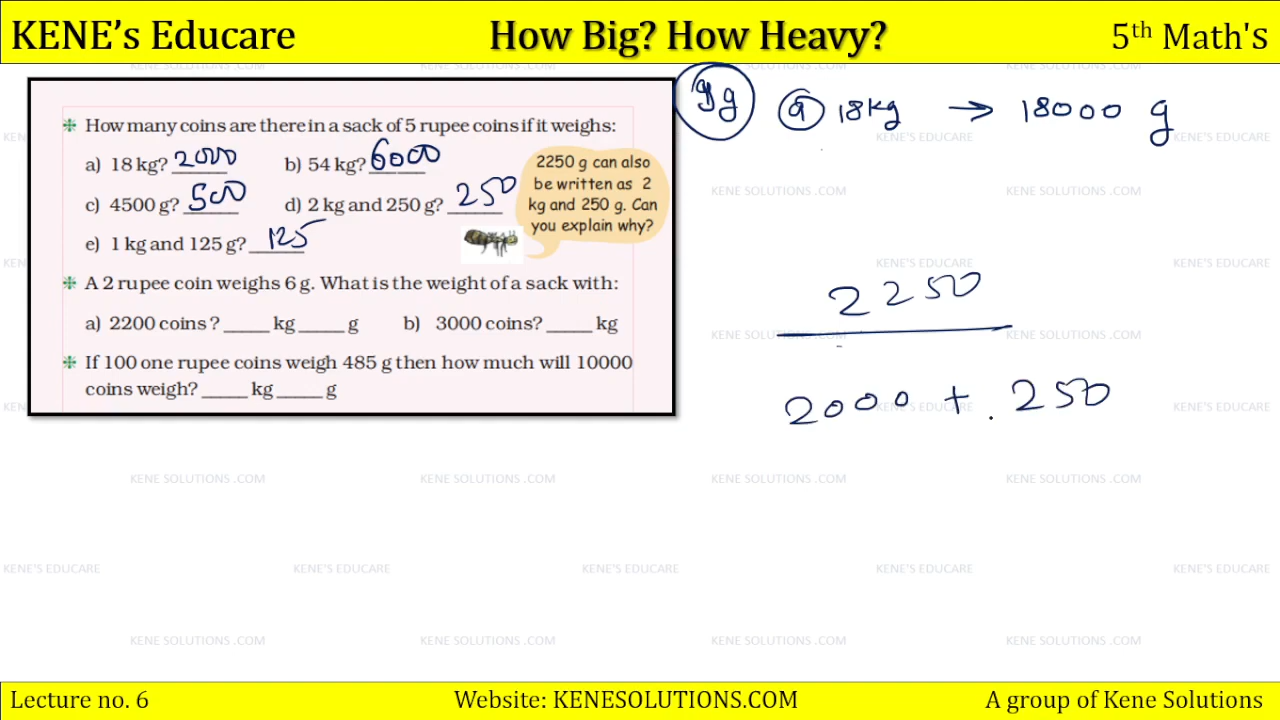 KENE's Educare How Big? How Heavy? 5th Math's
❉ How many coins are there in a sack of 5 rupee coins if it weighs:
a) 18 kg? 2000 b) 54 kg? 6000
c) 4500 g? 500 d) 2 kg and 250 g? 250
e) 1 kg and 125 g? 125
2250 g can also
be written as 2
kg and 250 g. Can
you explain why?
❉ A 2 rupee coin weighs 6 g. What is the weight of a sack with:
a) 2200 coins ? _____ kg _____ g b) 3000 coins? _____ kg
❉ If 100 one rupee coins weigh 485 g then how much will 10000
coins weigh? _____ kg _____ g
9g a 18kg → 18000 g
2250
2000 + 250
KENE SOLUTIONS .COM
KENE'S EDUCARE
Lecture no. 6 Website: KENESOLUTIONS.COM A group of Kene Solutions